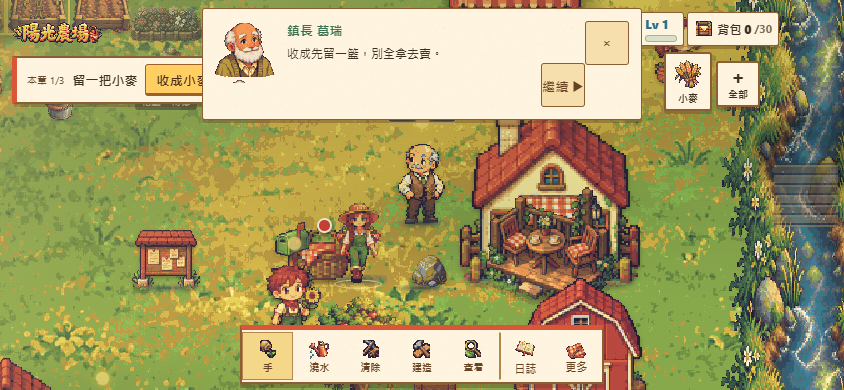 陽光農場
鎮長 葛瑞
收成先留一籃，別全拿去賣。
×
繼續 ▶
Lv 1
背包 0 /30
本章 1/3 留一把小麥
收成小麥
小麥
+
全部
手
澆水
清除
建造
查看
日誌
更多